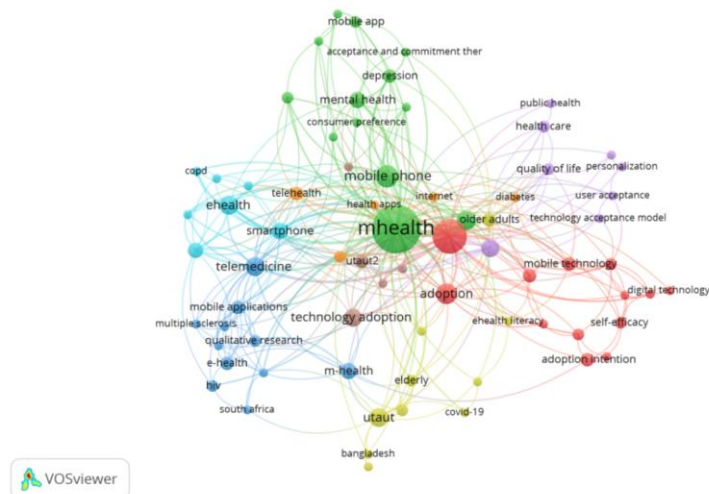 mobile app
acceptance and commitment ther
depression
mental health
public health
consumer preference
health care
copd
mobile phone
quality of life
personalization
telehealth
internet
diabetes
user acceptance
ehealth
health apps
older adults
technology acceptance model
smartphone
mhealth
telemedicine
utaut2
mobile technology
adoption
digital technology
mobile applications
technology adoption
ehealth literacy
self-efficacy
multiple sclerosis
qualitative research
adoption intention
e-health
m-health
elderly
hiv
south africa
utaut
covid-19
bangladesh
VOSviewer